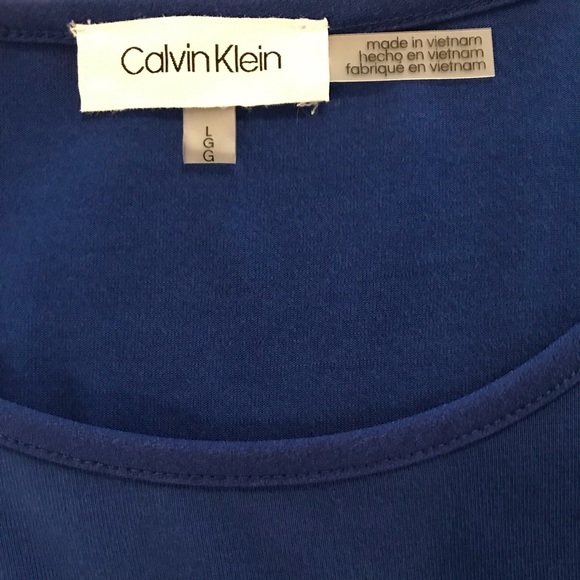 Calvin Klein
made in vietnam
hecho en vietnam
fabriqué en vietnam
L
G
G